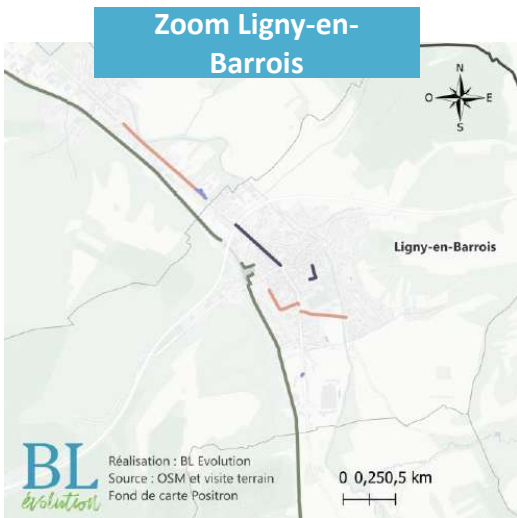 Zoom Ligny-en-
Barrois
N
O E
S
Ligny-en-Barrois
BL
évolution
Réalisation : BL Evolution
Source : OSM et visite terrain
Fond de carte Positron
0 0,250,5 km